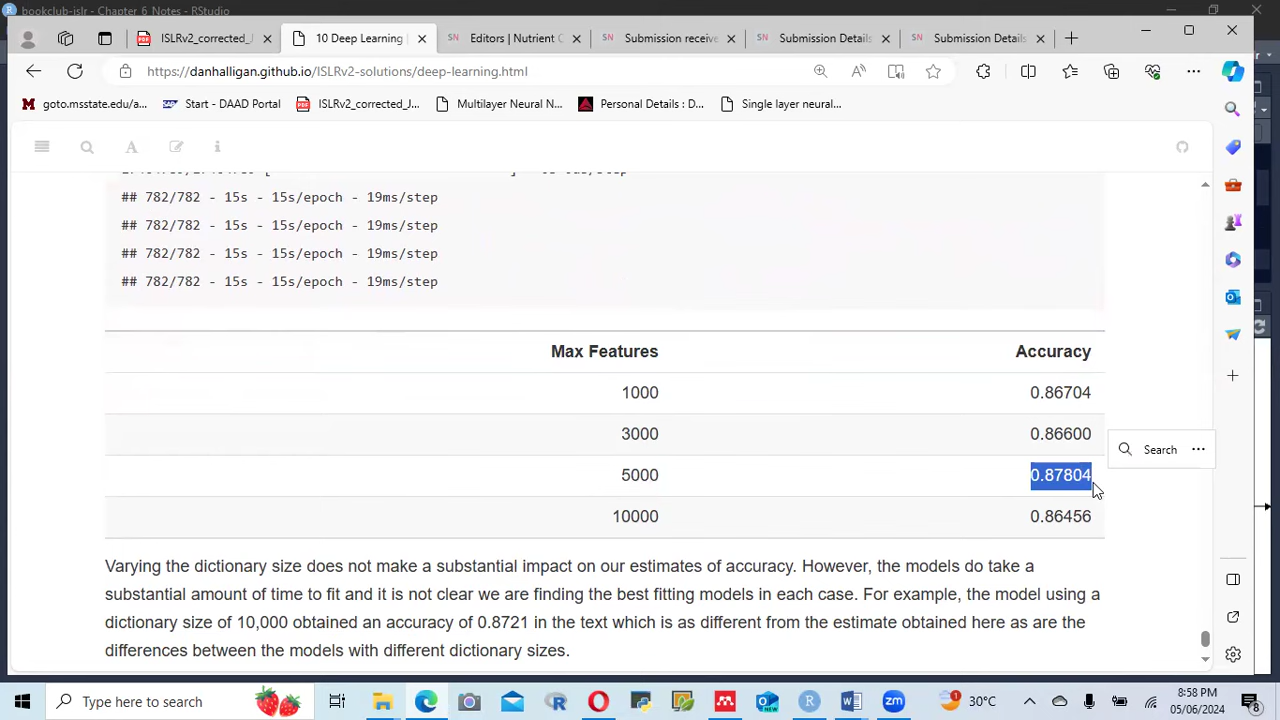 bookclub-islr - Chapter 6 Notes - RStudio
ISLRv2_corrected_J
10 Deep Learning |
Editors | Nutrient C
Submission receive
Submission Details
Submission Details
https://danhalligan.github.io/ISLRv2-solutions/deep-learning.html
goto.msstate.edu/a...
Start - DAAD Portal
ISLRv2_corrected_J...
Multilayer Neural N...
Personal Details : D...
Single layer neural...
## 782/782 - 15s - 15s/epoch - 19ms/step
## 782/782 - 15s - 15s/epoch - 19ms/step
## 782/782 - 15s - 15s/epoch - 19ms/step
## 782/782 - 15s - 15s/epoch - 19ms/step
Max Features Accuracy
1000 0.86704
3000 0.86600
Search ...
5000 0.87804
10000 0.86456
Varying the dictionary size does not make a substantial impact on our estimates of accuracy. However, the models do take a
substantial amount of time to fit and it is not clear we are finding the best fitting models in each case. For example, the model using a
dictionary size of 10,000 obtained an accuracy of 0.8721 in the text which is as different from the estimate obtained here as are the
differences between the models with different dictionary sizes.
Type here to search
30°C
8:58 PM
05/06/2024